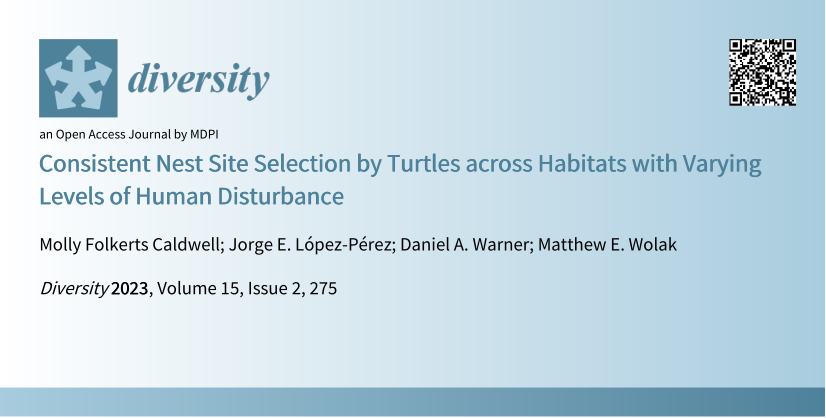 diversity
an Open Access Journal by MDPI
Consistent Nest Site Selection by Turtles across Habitats with Varying
Levels of Human Disturbance
Molly Folkerts Caldwell; Jorge E. López-Pérez; Daniel A. Warner; Matthew E. Wolak
Diversity 2023, Volume 15, Issue 2, 275